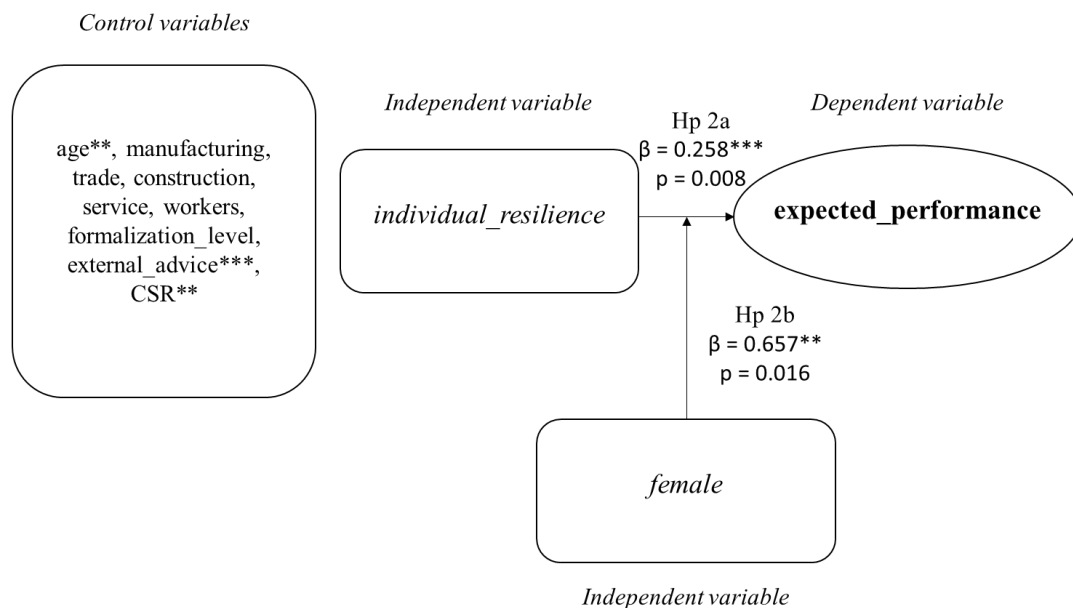 Control variables
age**, manufacturing,
trade, construction,
service, workers,
formalization_level,
external_advice***,
CSR**
Independent variable
individual_resilience
Hp 2a
β = 0.258***
p = 0.008
Dependent variable
expected_performance
Hp 2b
β = 0.657**
p = 0.016
female
Independent variable